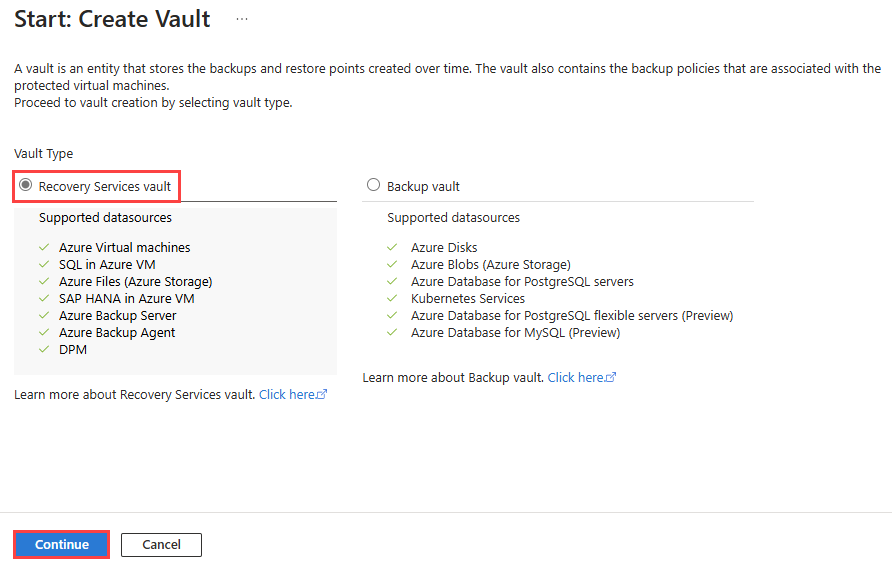 Start: Create Vault ...
A vault is an entity that stores the backups and restore points created over time. The vault also contains the backup policies that are associated with the
protected virtual machines.
Proceed to vault creation by selecting vault type.
Vault Type
Recovery Services vault
Supported datasources
Azure Virtual machines
SQL in Azure VM
Azure Files (Azure Storage)
SAP HANA in Azure VM
Azure Backup Server
Azure Backup Agent
DPM
Learn more about Recovery Services vault. Click here
Backup vault
Supported datasources
Azure Disks
Azure Blobs (Azure Storage)
Azure Database for PostgreSQL servers
Kubernetes Services
Azure Database for PostgreSQL flexible servers (Preview)
Azure Database for MySQL (Preview)
Learn more about Backup vault. Click here
Continue
Cancel